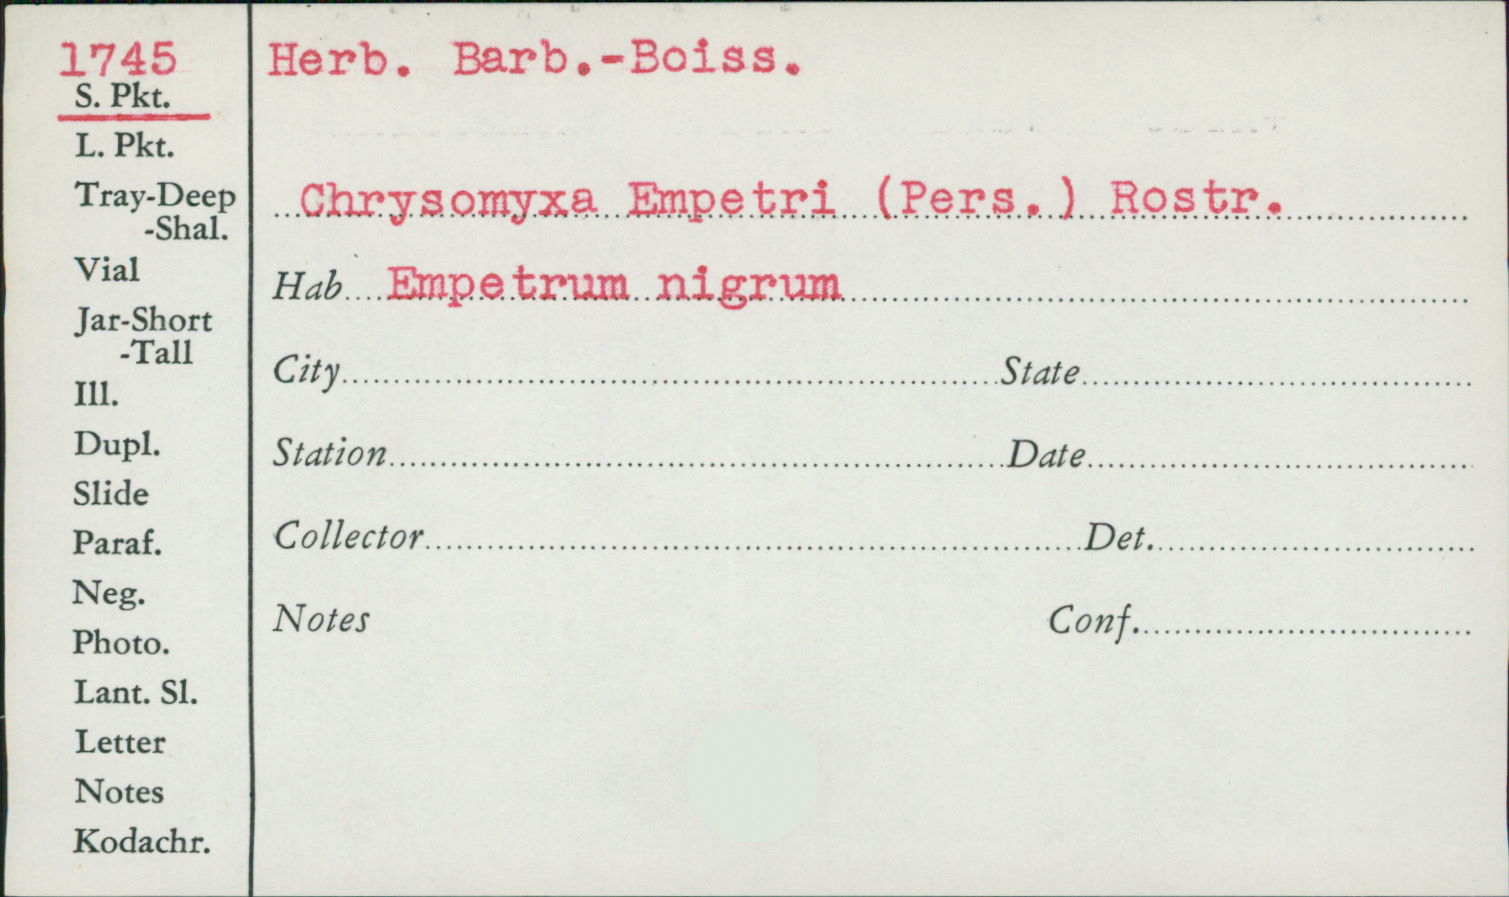 1745
S. Pkt.
L. Pkt.
Tray-Deep
-Shal.
Vial
Jar-Short
-Tall
Ill.
Dupl.
Slide
Paraf.
Neg.
Photo.
Lant. Sl.
Letter
Notes
Kodachr.
Herb. Barb.-Boiss.
Chrysomyxa Empetri (Pers.) Rostr.
Hab Empetrum nigrum
City State
Station Date
Collector Det.
Notes Conf.